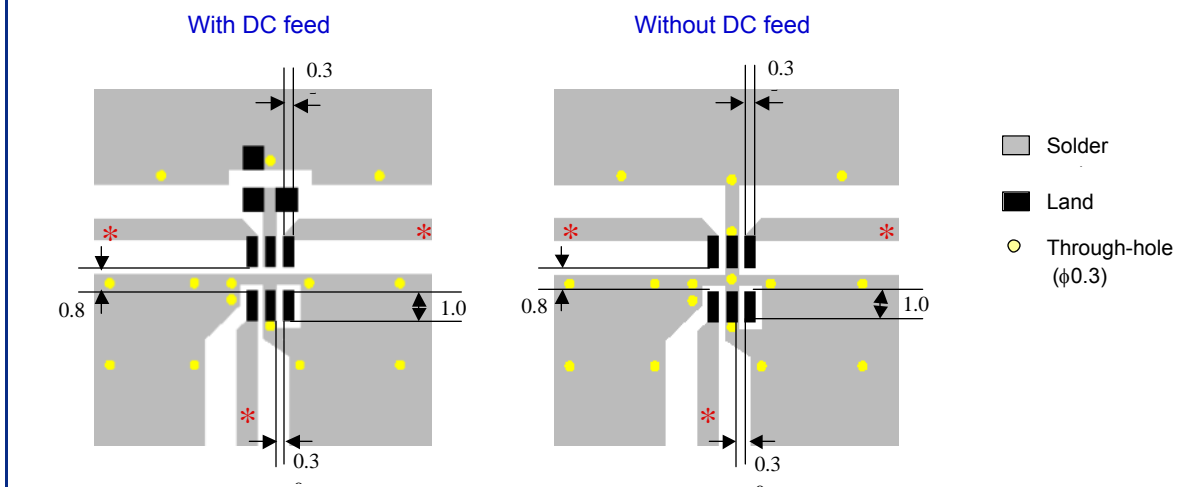 With DC feed
Without DC feed
0.3
0.3
Solder
Land
Through-hole
(ϕ0.3)
*
*
*
*
0.8
1.0
0.8
1.0
*
*
0.3
0.3